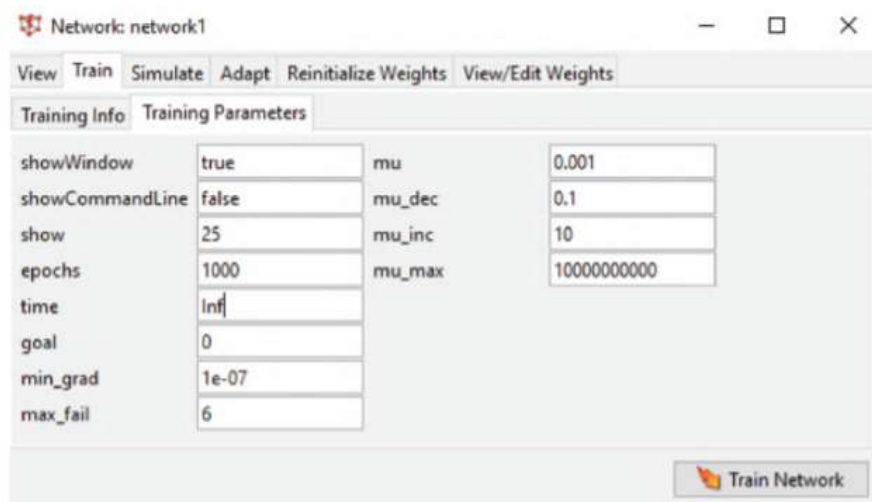 Network: network1
View Train Simulate Adapt Reinitialize Weights View/Edit Weights
Training Info Training Parameters
showWindow true mu 0.001
showCommandLine false mu_dec 0.1
show 25 mu_inc 10
epochs 1000 mu_max 10000000000
time Inf
goal 0
min_grad 1e-07
max_fail 6
Train Network